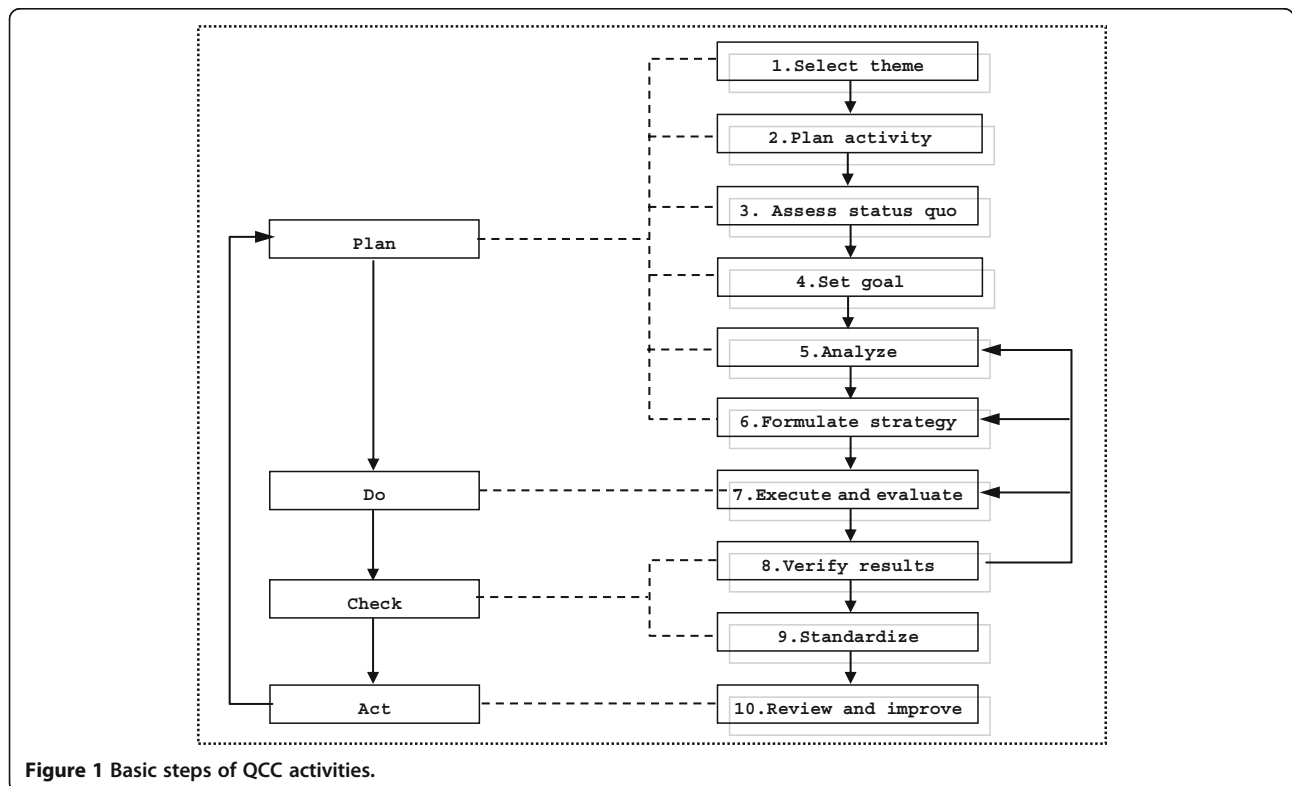 1.Select theme
2.Plan activity
3. Assess status quo
Plan
4.Set goal
5.Analyze
6.Formulate strategy
Do
7.Execute and evaluate
8.Verify results
Check
9.Standardize
Act
10.Review and improve
Figure 1 Basic steps of QCC activities.